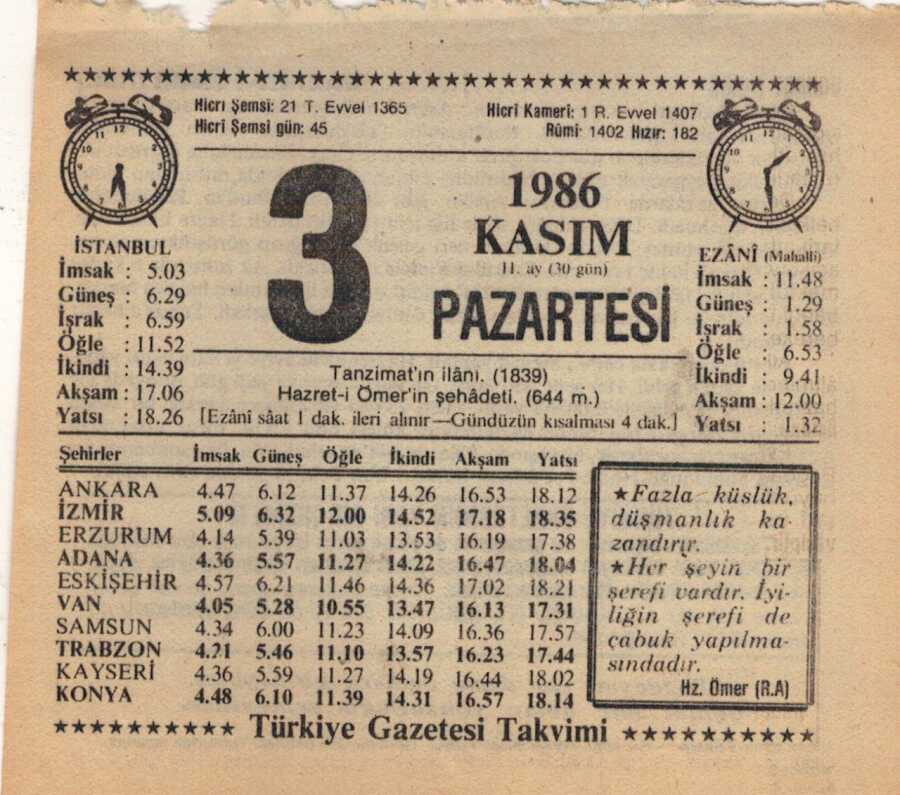 ★★★★★★★★★★★★★★★★★★★★★★★★★★★★★★★★★★★★★★★
Hicri Şemsi: 21 T. Evvel 1365
Hicri Şemsi gün: 45
Hicri Kameri: 1 R. Evvel 1407
Rûmi: 1402 Hızır: 182
3
1986
KASIM
11. ay (30 gün)
PAZARTESİ
İSTANBUL
İmsak : 5.03
Güneş : 6.29
İşrak : 6.59
Öğle : 11.52
İkindi : 14.39
Akşam : 17.06
Yatsı : 18.26
EZÂNÎ (Mahalli)
İmsak : 11.48
Güneş : 1.29
İşrak : 1.58
Öğle : 6.53
İkindi : 9.41
Akşam : 12.00
Yatsı : 1.32
Tanzimat'ın ilânı. (1839)
Hazret-i Ömer'in şehâdeti. (644 m.)
[Ezânî sâat 1 dak. ileri alınır—Gündüzün kısalması 4 dak.]
Şehirler İmsak Güneş Öğle İkindi Akşam Yatsı
ANKARA 4.47 6.12 11.37 14.26 16.53 18.12
İZMİR 5.09 6.32 12.00 14.52 17.18 18.35
ERZURUM 4.14 5.39 11.03 13.53 16.19 17.38
ADANA 4.36 5.57 11.27 14.22 16.47 18.04
ESKİŞEHİR 4.57 6.21 11.46 14.36 17.02 18.21
VAN 4.05 5.28 10.55 13.47 16.13 17.31
SAMSUN 4.34 6.00 11.23 14.09 16.36 17.57
TRABZON 4.21 5.46 11.10 13.57 16.23 17.44
KAYSERİ 4.36 5.59 11.27 14.19 16.44 18.02
KONYA 4.48 6.10 11.39 14.31 16.57 18.14
★Fazla küslük,
düşmanlık ka-
zandırır.
★Her şeyin bir
şerefi vardır. İyi-
liğin şerefi de
çabuk yapılma-
sındadır.
Hz. Ömer (R.A)
★★★★★★★★★★ Türkiye Gazetesi Takvimi ★★★★★★★★★★